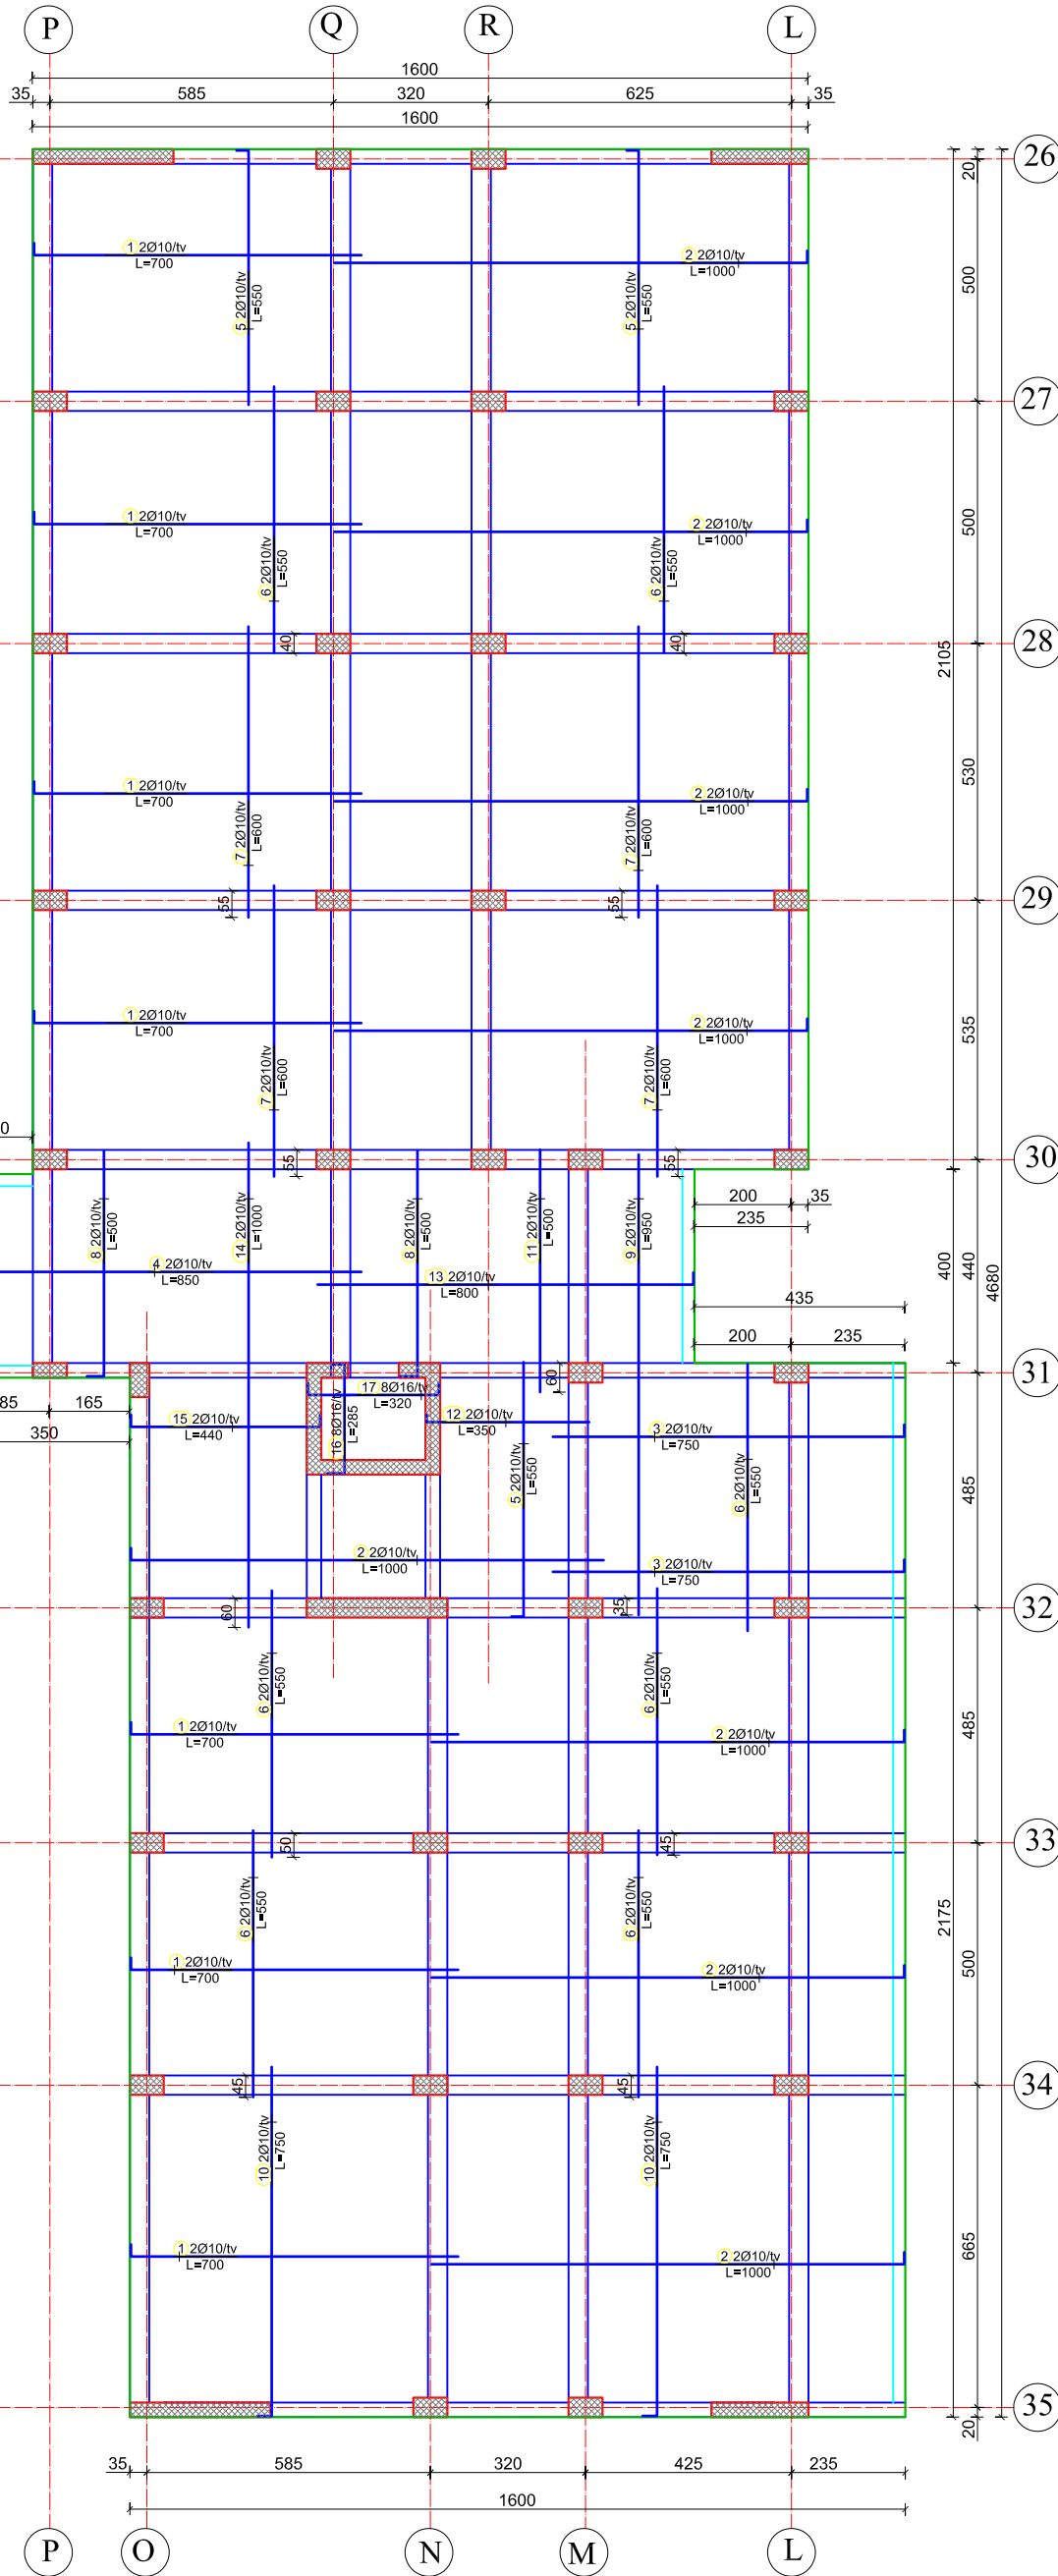 P Q R L
1600
35 585 320 625 35
1600
26
20
1 2Ø10/tv
L=700
2 2Ø10/tv
L=1000
5 2Ø10/tv
L=550
5 2Ø10/tv
L=550
500
27
1 2Ø10/tv
L=700
2 2Ø10/tv
L=1000
6 2Ø10/tv
L=550
6 2Ø10/tv
L=550
500
40 40
28
2105
1 2Ø10/tv
L=700
2 2Ø10/tv
L=1000
7 2Ø10/tv
L=600
7 2Ø10/tv
L=600
530
55 55
29
1 2Ø10/tv
L=700
2 2Ø10/tv
L=1000
7 2Ø10/tv
L=600
7 2Ø10/tv
L=600
535
0
55 55
30
8 2Ø10/tv
L=500
14 2Ø10/tv
L=1000
8 2Ø10/tv
L=500
11 2Ø10/tv
L=500
9 2Ø10/tv
L=950
200 35
235
4 2Ø10/tv
L=850
13 2Ø10/tv
L=800
400 440 4680
435
200 235
60
31
85 165
350
17 8Ø16/tv
L=320
16 8Ø16/tv
L=285
15 2Ø10/tv
L=440
12 2Ø10/tv
L=350
3 2Ø10/tv
L=750
5 2Ø10/tv
L=550
6 2Ø10/tv
L=550
485
2 2Ø10/tv
L=1000
3 2Ø10/tv
L=750
60 35
32
6 2Ø10/tv
L=550
6 2Ø10/tv
L=550
1 2Ø10/tv
L=700
2 2Ø10/tv
L=1000
485
50 45
33
6 2Ø10/tv
L=550
6 2Ø10/tv
L=550
2175
1 2Ø10/tv
L=700
2 2Ø10/tv
L=1000
500
45 45
34
10 2Ø10/tv
L=750
10 2Ø10/tv
L=750
1 2Ø10/tv
L=700
2 2Ø10/tv
L=1000
665
35
20
35 585 320 425 235
1600
P O N M L